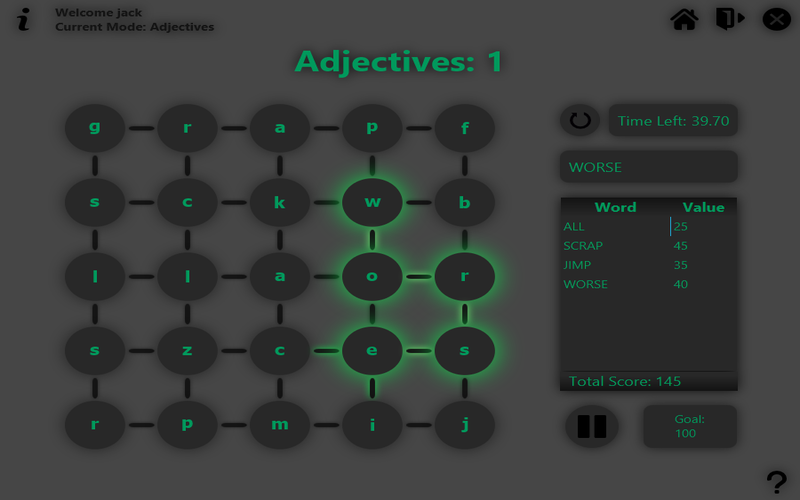 Welcome jack
Current Mode: Adjectives
Adjectives: 1
g r a p f
s c k w b
l l a o r
s z c e s
r p m i j
Time Left: 39.70
WORSE
Word Value
ALL 25
SCRAP 45
JIMP 35
WORSE 40
Total Score: 145
Goal:
100
?